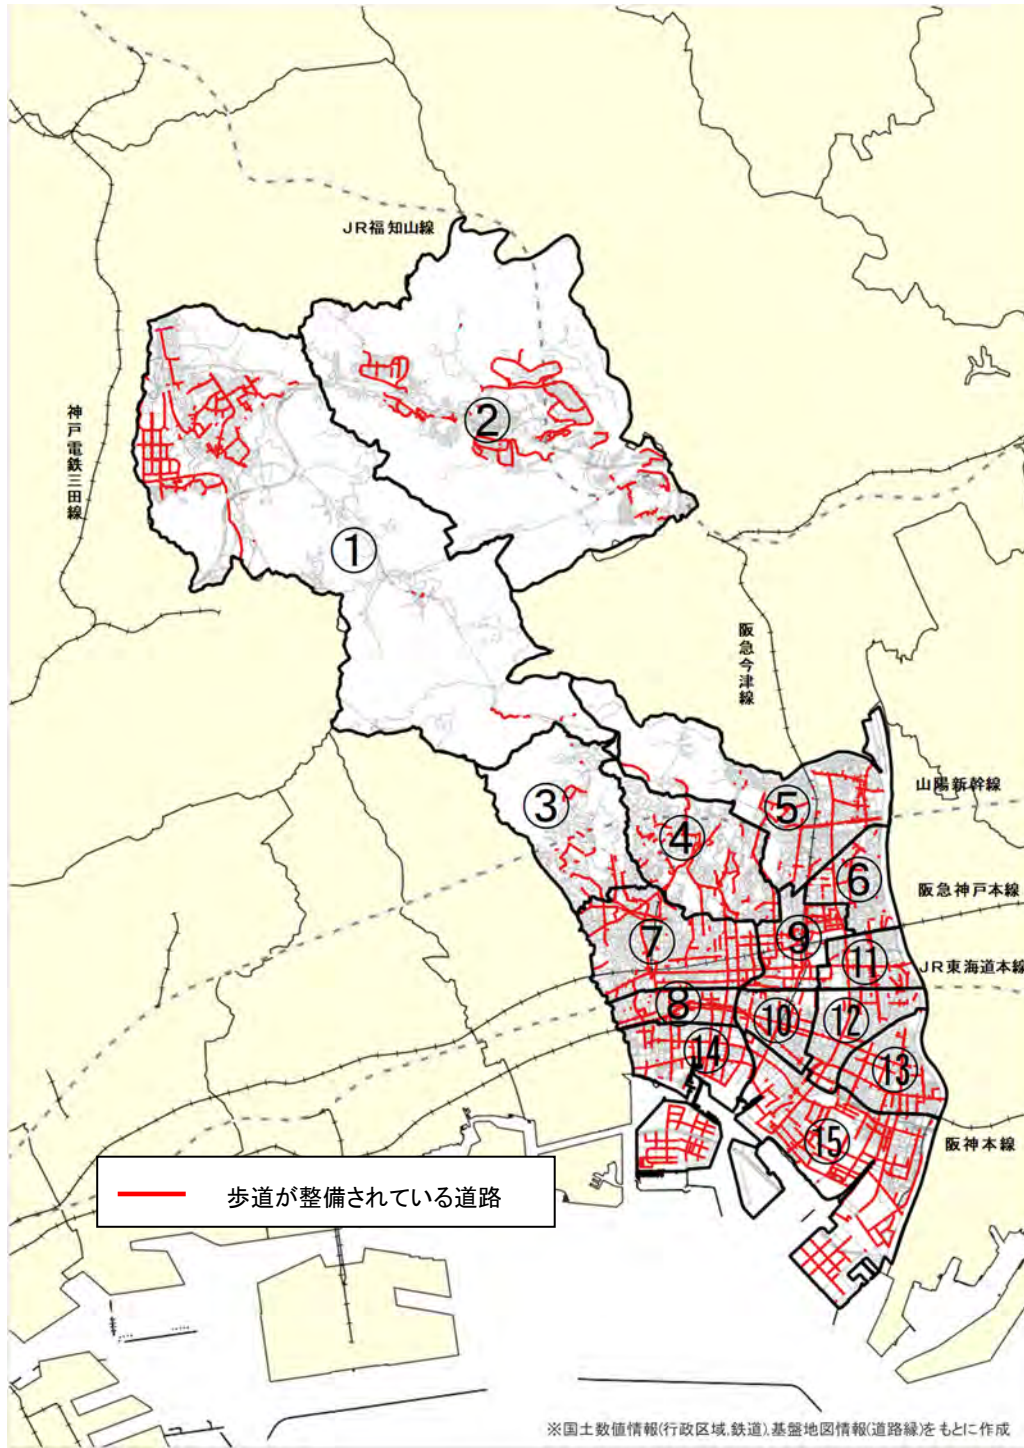 JR福知山線
神戸電鉄三田線
②
①
阪急今津線
山陽新幹線
③
④
⑤
⑥
阪急神戸本線
⑦
⑨
⑪
JR東海道本線
⑧
⑩
⑫
⑭
⑬
⑮
阪神本線
歩道が整備されている道路
※国土数値情報(行政区域,鉄道),基盤地図情報(道路縁)をもとに作成